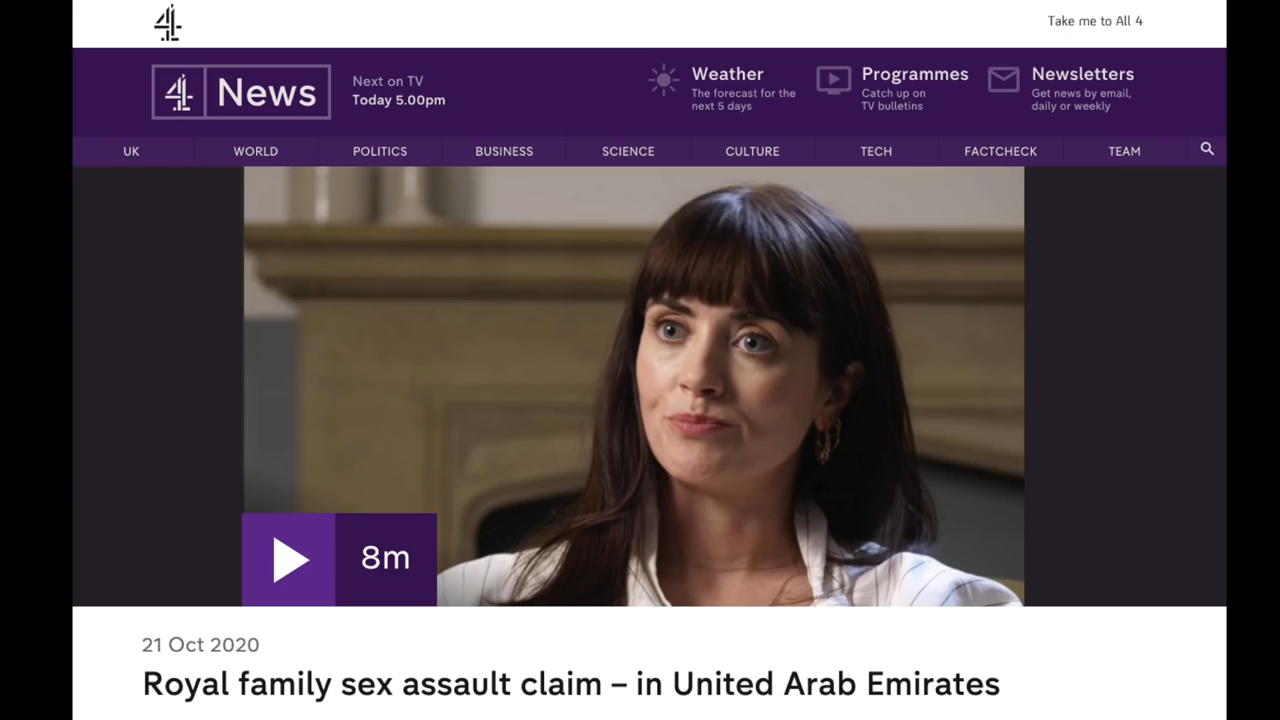 Take me to All 4
4 News
Next on TV
Today 5.00pm
Weather
The forecast for the
next 5 days
Programmes
Catch up on
TV bulletins
Newsletters
Get news by email,
daily or weekly
UK WORLD POLITICS BUSINESS SCIENCE CULTURE TECH FACTCHECK TEAM
8m
21 Oct 2020
Royal family sex assault claim – in United Arab Emirates